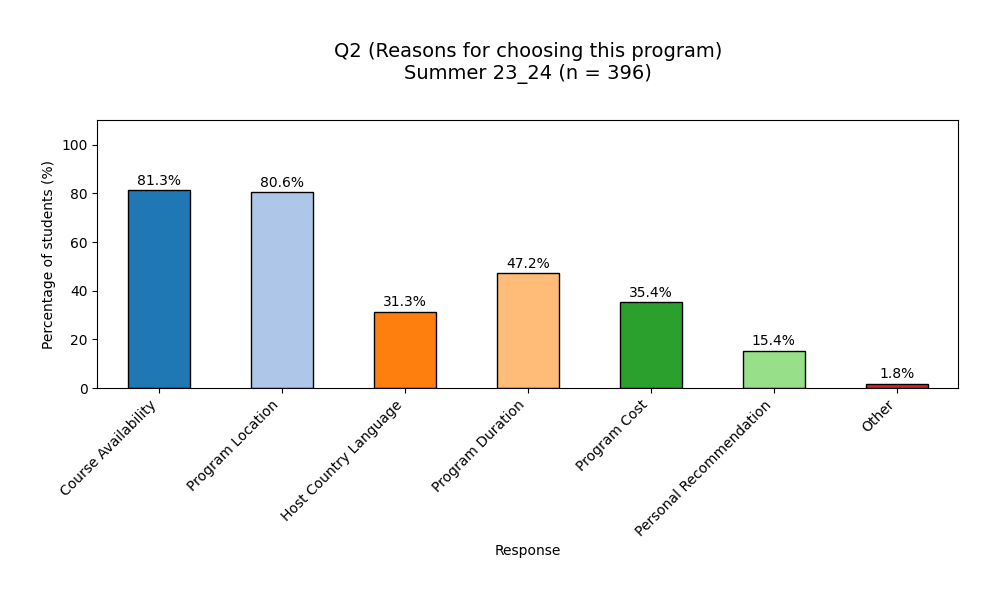 Q2 (Reasons for choosing this program)
Summer 23_24 (n = 396)
Percentage of students (%)
100
80
60
40
20
0
81.3%
80.6%
31.3%
47.2%
35.4%
15.4%
1.8%
Course Availability
Program Location
Host Country Language
Program Duration
Program Cost
Personal Recommendation
Other
Response